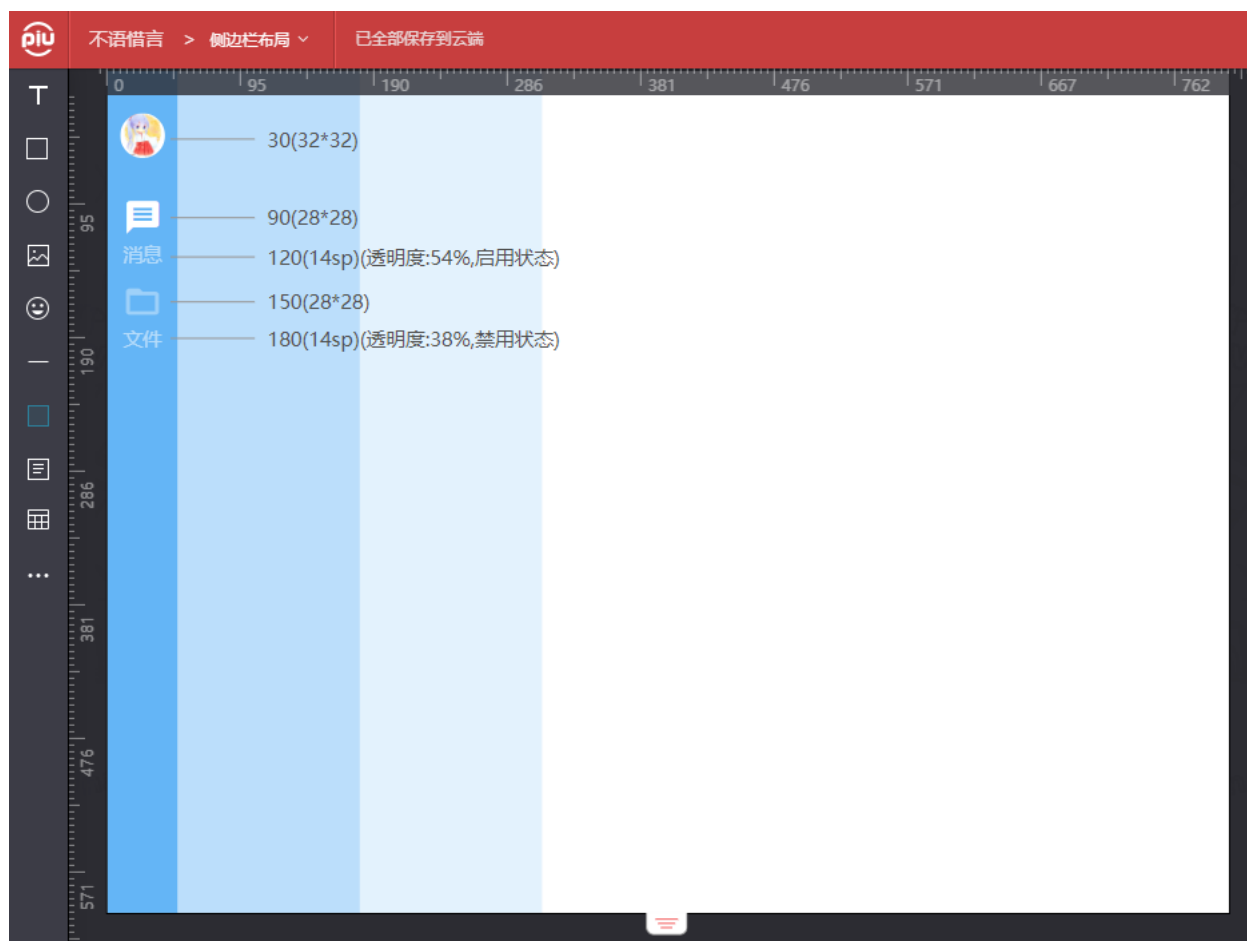 piu 不语惜言 > 侧边栏布局 已全部保存到云端
T
0 95 190 286 381 476 571 667 762
30(32*32)
95
90(28*28)
消息 120(14sp)(透明度:54%,启用状态)
150(28*28)
文件 180(14sp)(透明度:38%,禁用状态)
190
286
381
476
571